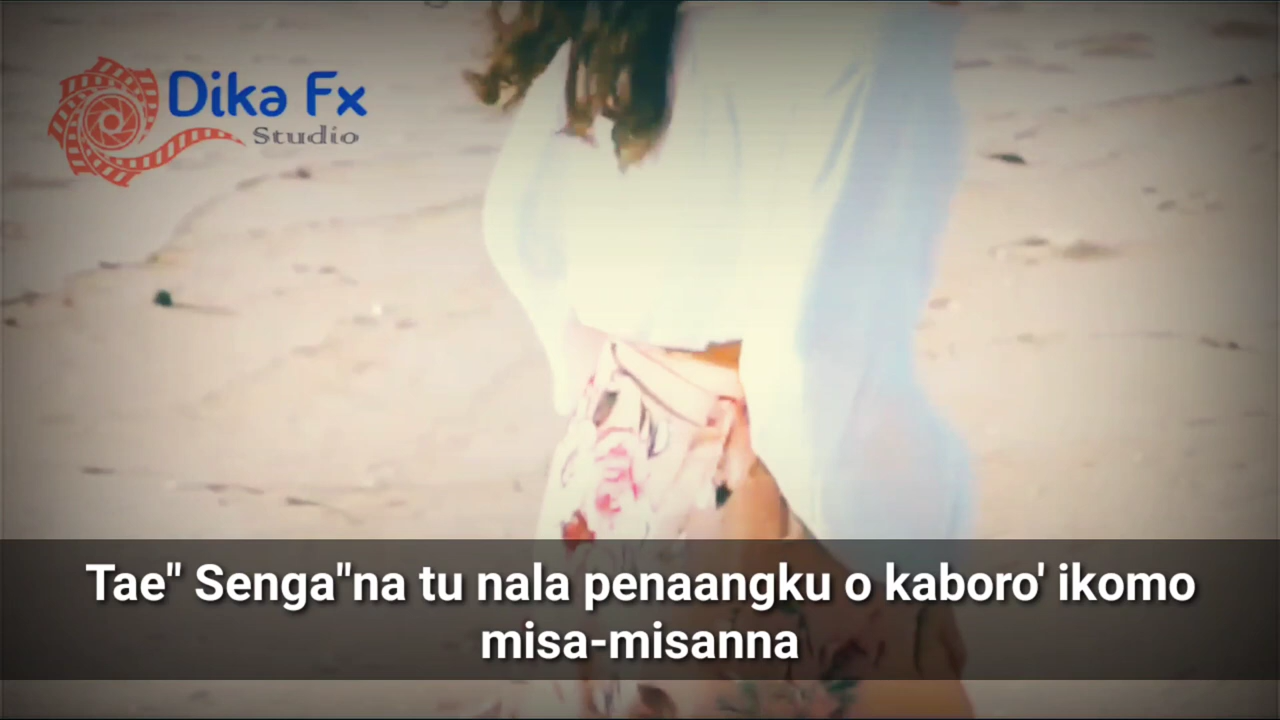 Dika Fx
Studio
Tae" Senga"na tu nala penaangku o kaboro' ikomo
misa-misanna